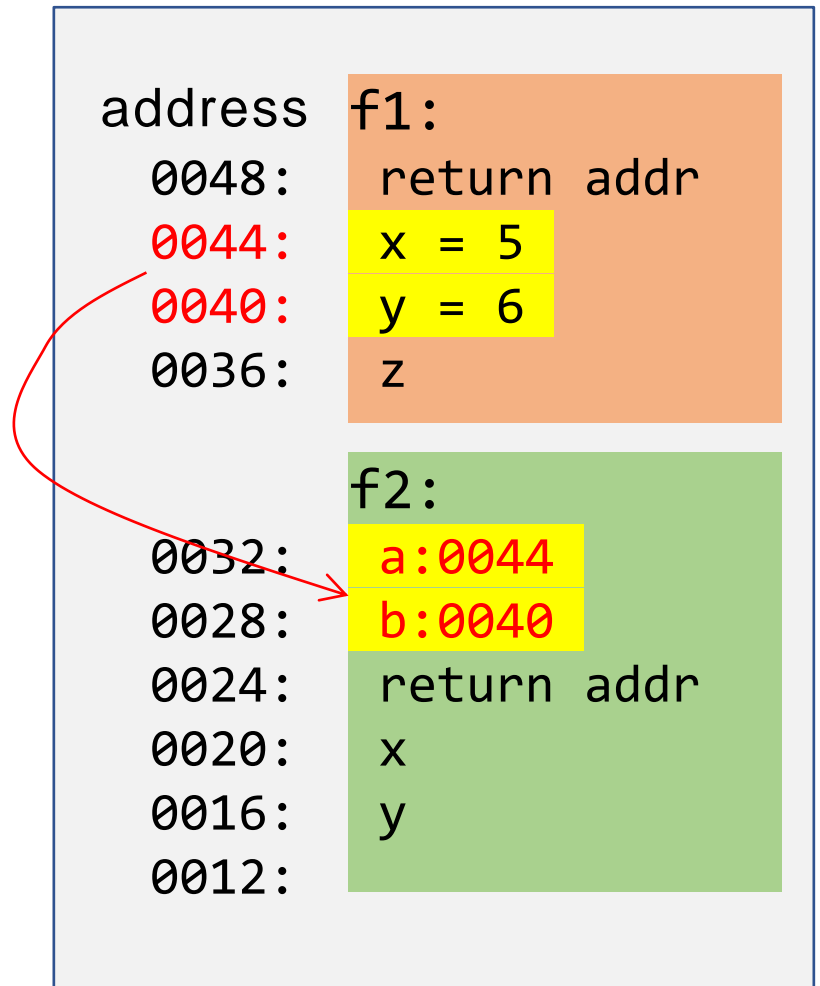 address f1:
0048: return addr
0044: x = 5
0040: y = 6
0036: z
f2:
0032: a:0044
0028: b:0040
0024: return addr
0020: x
0016: y
0012: